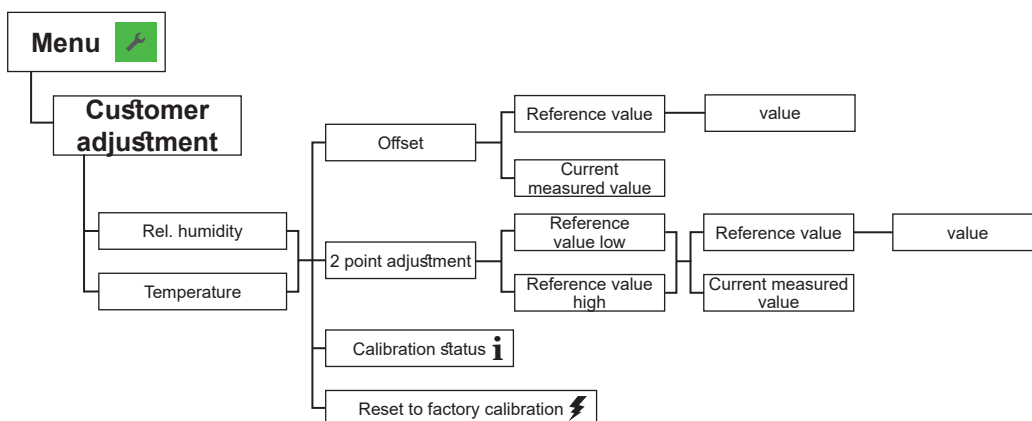 Menu
Customer
adjustment
Offset
Reference value
value
Current
measured value
Rel. humidity
Temperature
2 point adjustment
Reference
value low
Reference value
high
Reference value
value
Current measured
value
Calibration status i
Reset to factory calibration